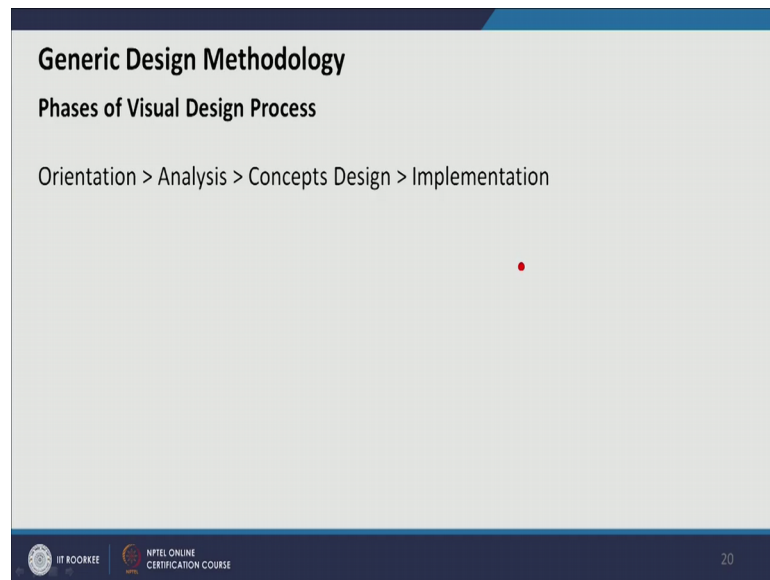 Generic Design Methodology
Phases of Visual Design Process
Orientation > Analysis > Concepts Design > Implementation
IIT ROORKEE
NPTEL ONLINE
CERTIFICATION COURSE
20